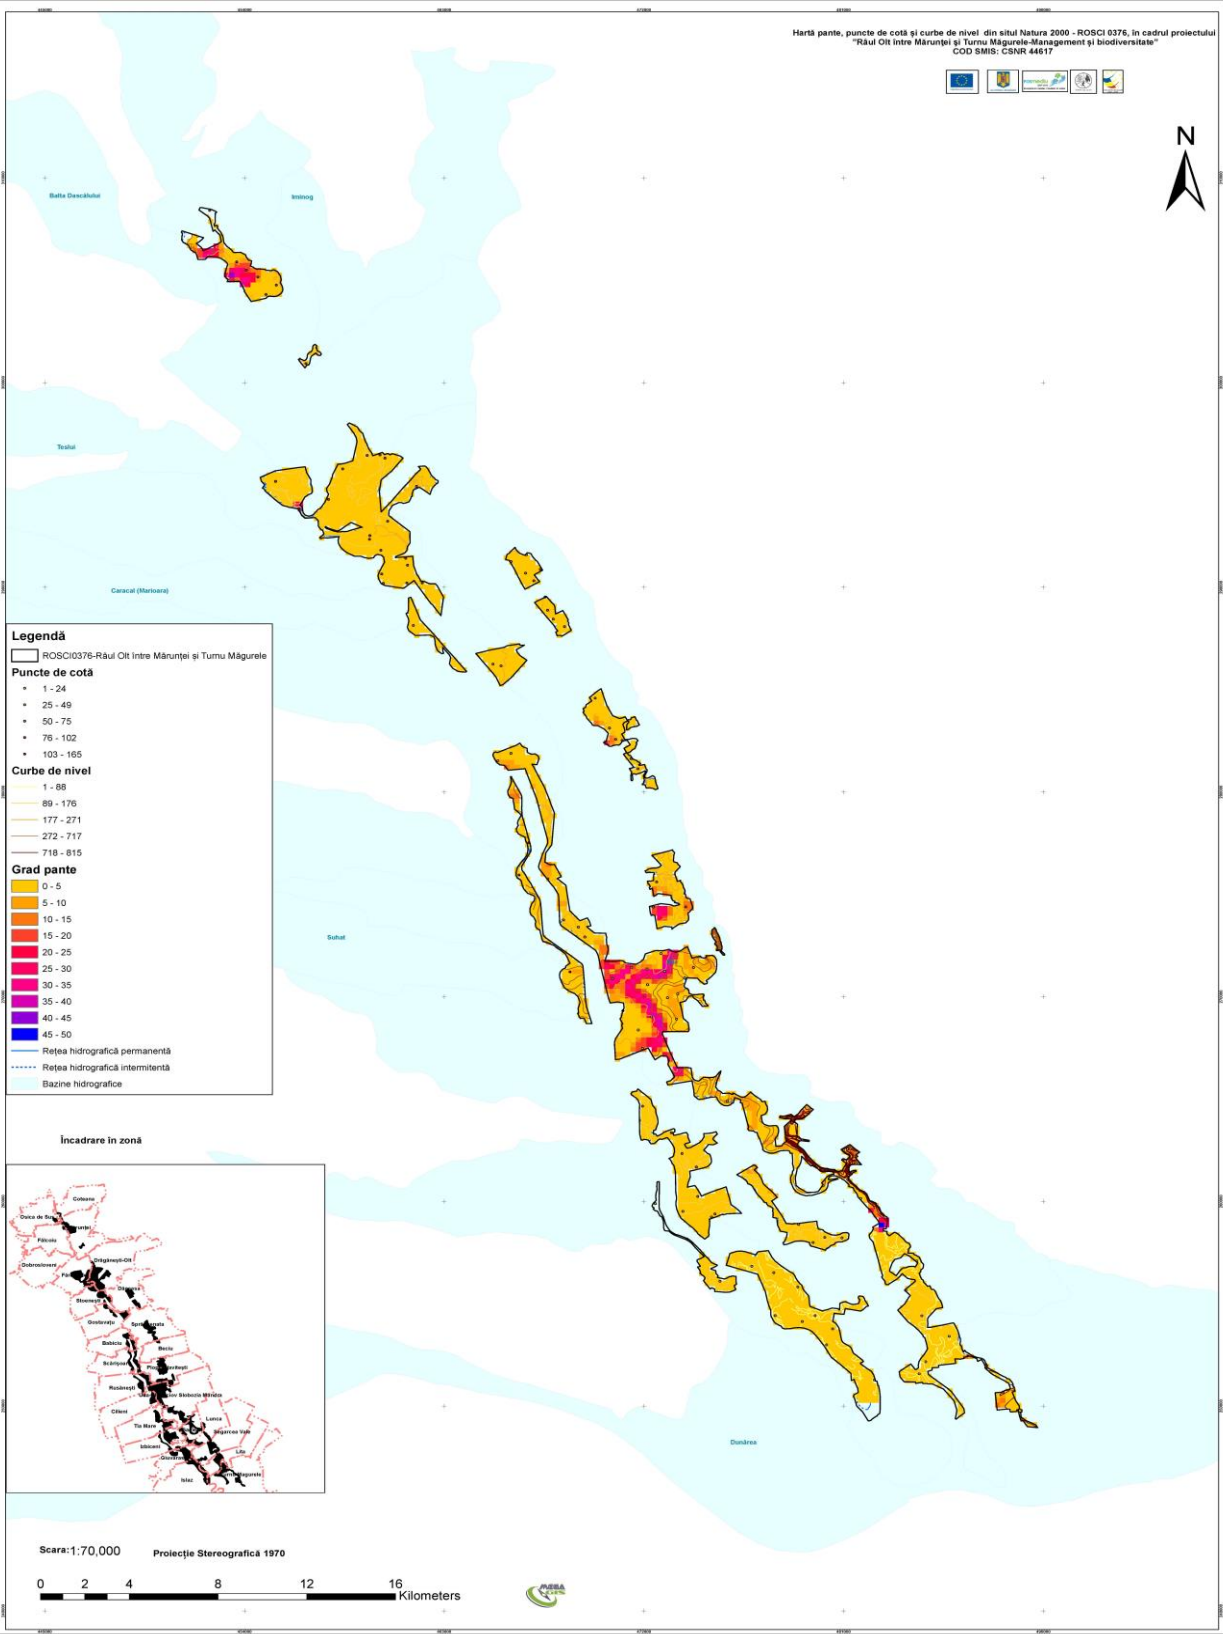 Hartă pante, puncte de cotă și curbe de nivel din situl Natura 2000 - ROSCI 0376, în cadrul proiectului
"Râul Olt între Mărunței și Turnu Măgurele-Management și biodiversitate"
COD SMIS: CSNR 44617
N
Balta Dascălului
Iminog
Teslui
Caracal (Marioara)
Suhat
Dunărea
Legendă
ROSCI0376-Râul Olt între Mărunței și Turnu Măgurele
Puncte de cotă
1 - 24
25 - 49
50 - 75
76 - 102
103 - 165
Curbe de nivel
1 - 88
89 - 176
177 - 271
272 - 717
718 - 815
Grad pante
0 - 5
5 - 10
10 - 15
15 - 20
20 - 25
25 - 30
30 - 35
35 - 40
40 - 45
45 - 50
Rețea hidrografică permanentă
Rețea hidrografică intermitentă
Bazine hidrografice
Încadrare în zonă
Coteana
Osica de Su
Fălcoiu
Dobrosloveni
Drăgănești-Olt
Stoenești
Gostavațu
Babiciu
Beciu
Scărișoar
Rusănești
Slobozia Mândra
Cilieni
Tia Mare
Lunca
Segarcea Vale
Izbiceni
Lița
Islaz
Scara:1:70,000
Proiecție Stereografică 1970
0 2 4 8 12 16
Kilometers
MEGA
GIS